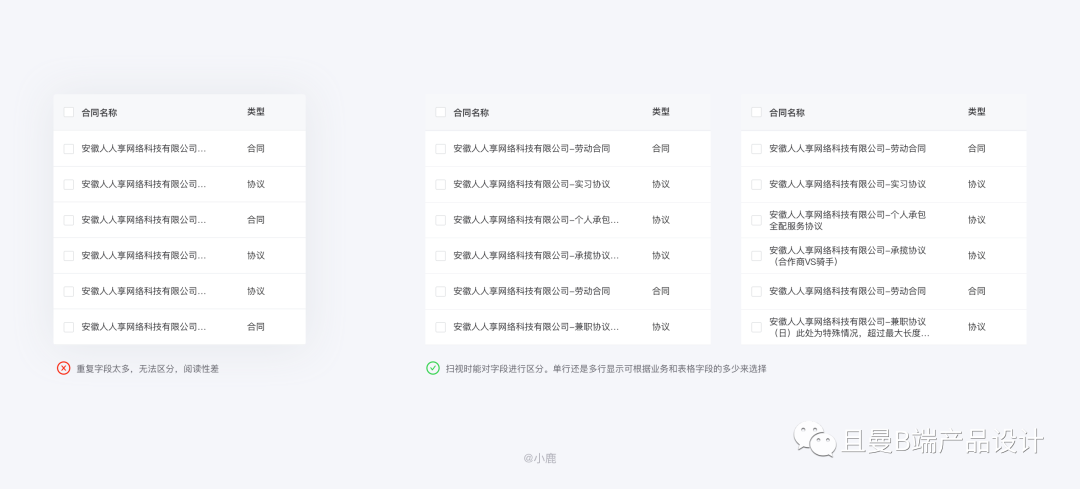 合同名称 类型
安徽人人享网络科技有限公司... 合同
安徽人人享网络科技有限公司... 协议
安徽人人享网络科技有限公司... 合同
安徽人人享网络科技有限公司... 协议
安徽人人享网络科技有限公司... 协议
安徽人人享网络科技有限公司... 合同
重复字段太多，无法区分，阅读性差
合同名称 类型
安徽人人享网络科技有限公司-劳动合同 合同
安徽人人享网络科技有限公司-实习协议 协议
安徽人人享网络科技有限公司-个人承包... 协议
安徽人人享网络科技有限公司-承揽协议... 协议
安徽人人享网络科技有限公司-劳动合同 合同
安徽人人享网络科技有限公司-兼职协议... 协议
合同名称 类型
安徽人人享网络科技有限公司-劳动合同 合同
安徽人人享网络科技有限公司-实习协议 协议
安徽人人享网络科技有限公司-个人承包
全配服务协议 协议
安徽人人享网络科技有限公司-承揽协议
（合作商VS骑手） 协议
安徽人人享网络科技有限公司-劳动合同 合同
安徽人人享网络科技有限公司-兼职协议
（日）此处为特殊情况，超过最大长度... 协议
扫视时能对字段进行区分，单行还是多行显示可根据业务和表格字段的多少来选择
且曼B端产品设计
@小鹿